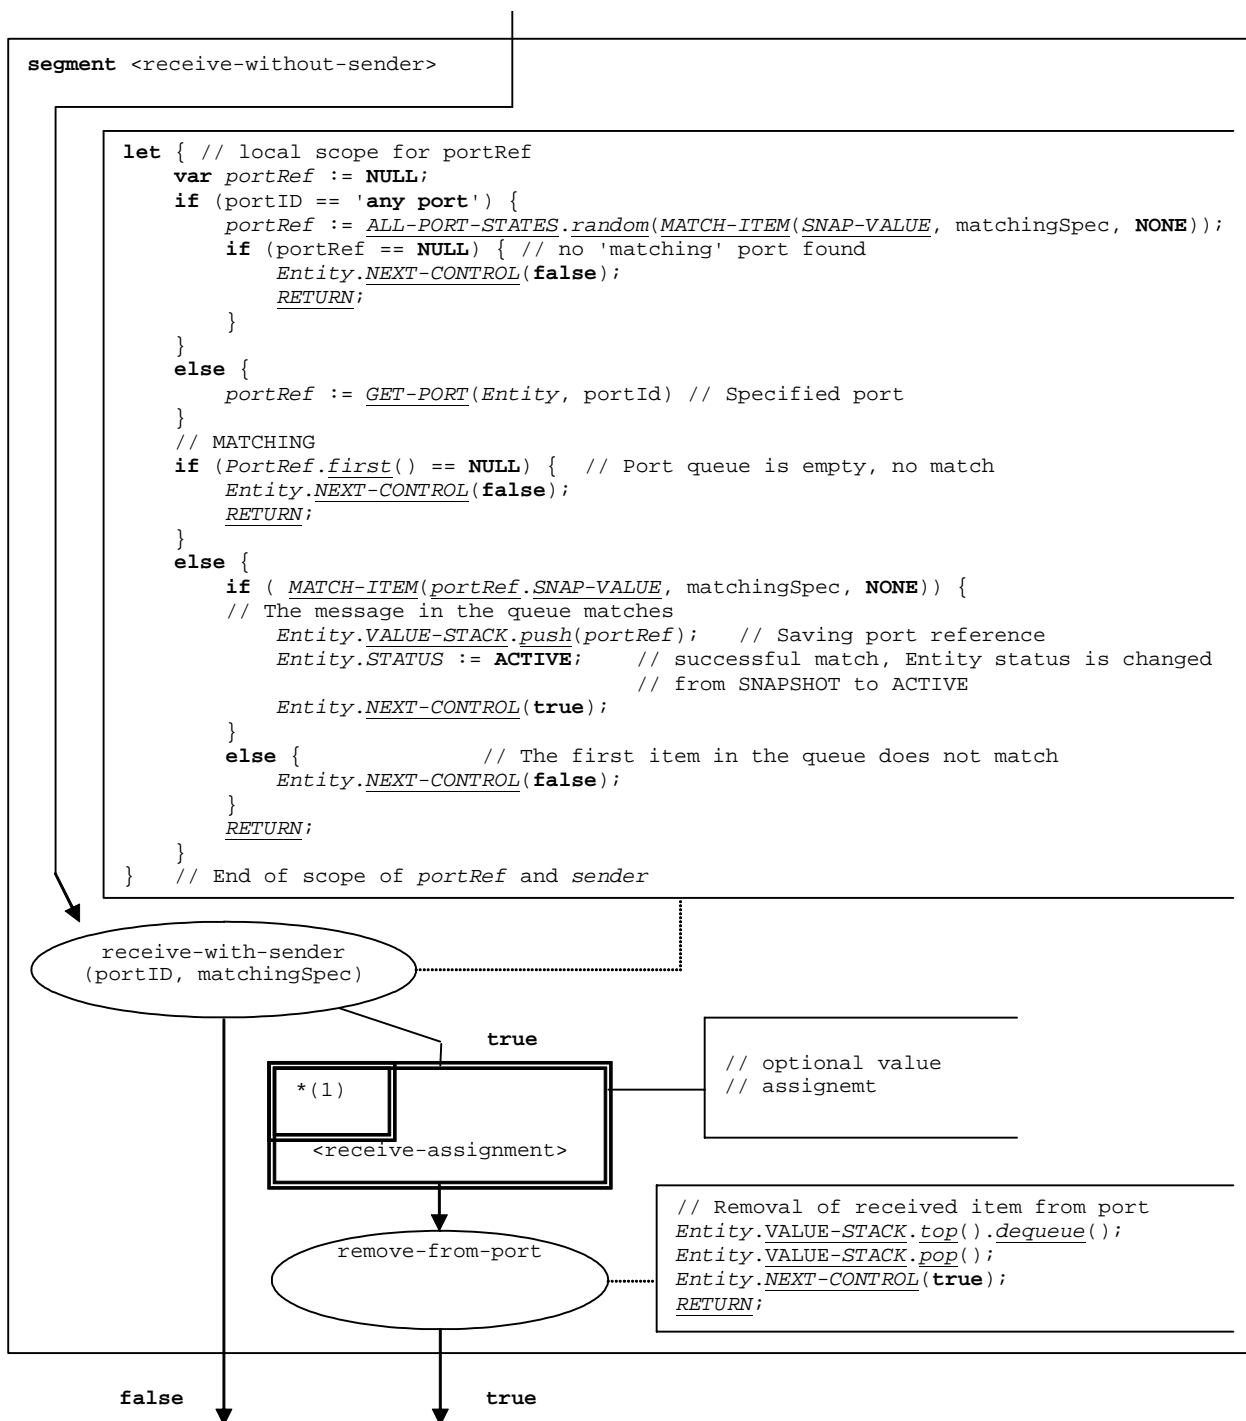 segment <receive-without-sender>
let { // local scope for portRef
var portRef := NULL;
if (portID == 'any port') {
portRef := ALL-PORT-STATES.random(MATCH-ITEM(SNAP-VALUE, matchingSpec, NONE));
if (portRef == NULL) { // no 'matching' port found
Entity.NEXT-CONTROL(false);
RETURN;
}
}
else {
portRef := GET-PORT(Entity, portId) // Specified port
}
// MATCHING
if (PortRef.first() == NULL) { // Port queue is empty, no match
Entity.NEXT-CONTROL(false);
RETURN;
}
else {
if ( MATCH-ITEM(portRef.SNAP-VALUE, matchingSpec, NONE)) {
// The message in the queue matches
Entity.VALUE-STACK.push(portRef); // Saving port reference
Entity.STATUS := ACTIVE; // successful match, Entity status is changed
// from SNAPSHOT to ACTIVE
Entity.NEXT-CONTROL(true);
}
else { // The first item in the queue does not match
Entity.NEXT-CONTROL(false);
}
RETURN;
}
} // End of scope of portRef and sender
receive-with-sender
(portID, matchingSpec)
true
// optional value
// assignemt
*(1)
<receive-assignment>
// Removal of received item from port
Entity.VALUE-STACK.top().dequeue();
Entity.VALUE-STACK.pop();
Entity.NEXT-CONTROL(true);
RETURN;
remove-from-port
false
true